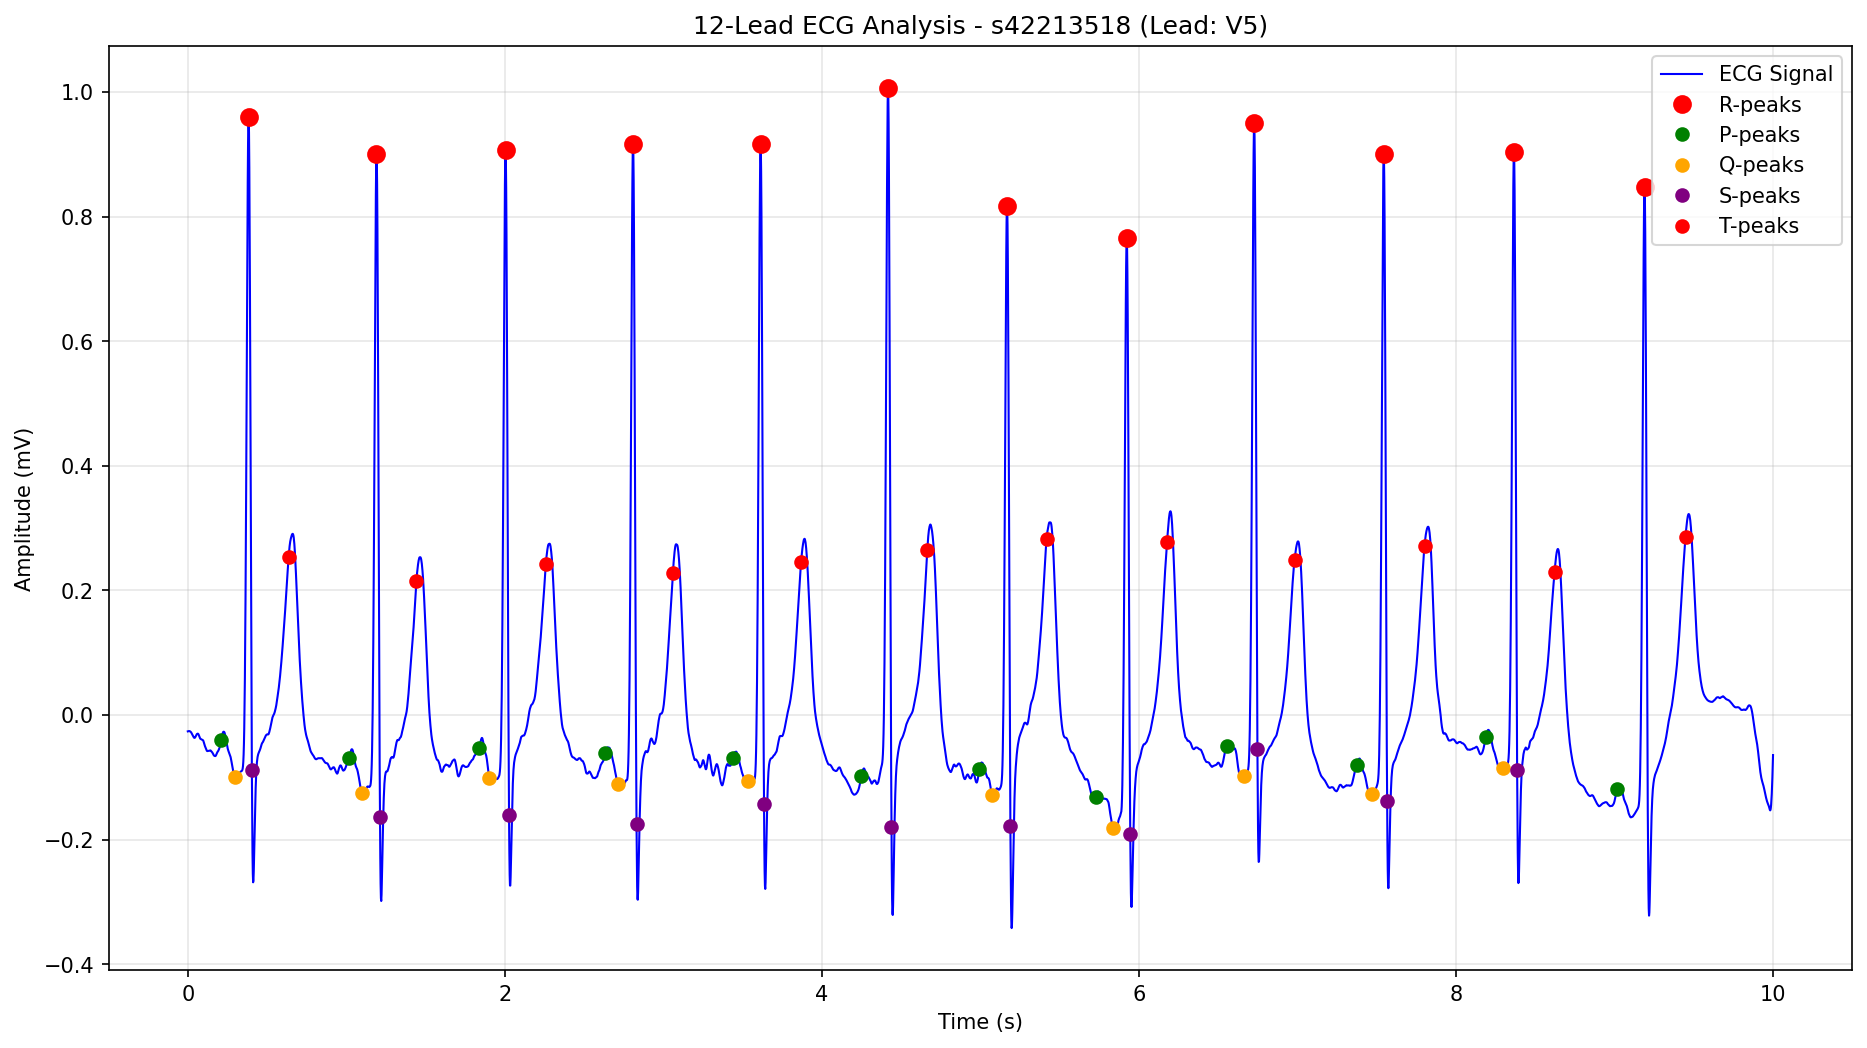 12-Lead ECG Analysis - s42213518 (Lead: V5)
ECG Signal
R-peaks
P-peaks
Q-peaks
S-peaks
T-peaks
Amplitude (mV)
1.0
0.8
0.6
0.4
0.2
0.0
−0.2
−0.4
0 2 4 6 8 10
Time (s)